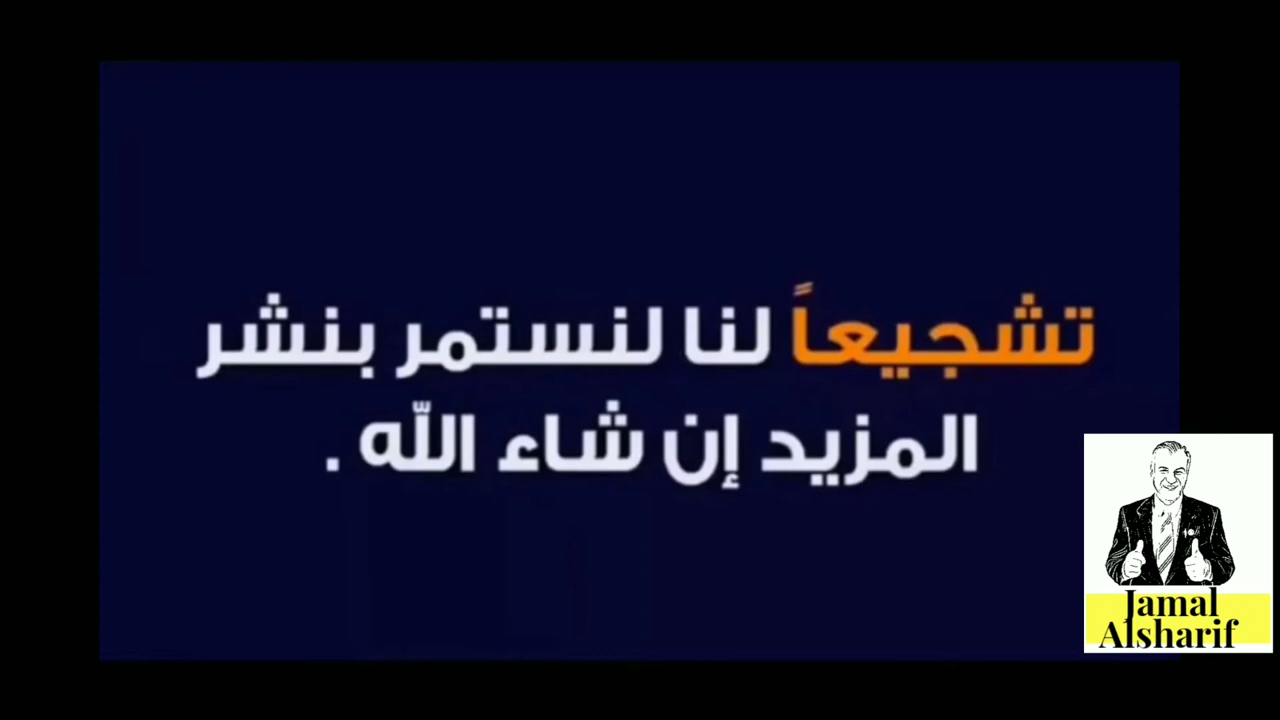 تشجيعاً لنا لنستمر بنشر
المزيد إن شاء الله .
Jamal
Alsharif